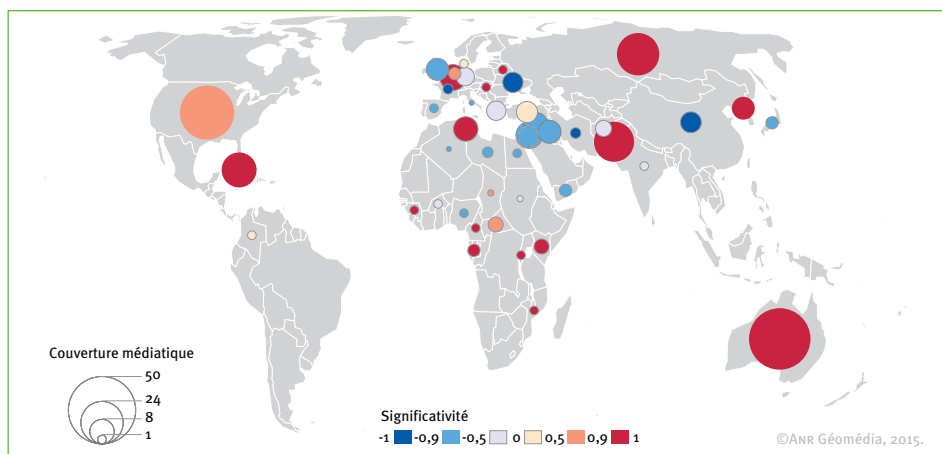 Couverture médiatique
50
24
8
1
Significativité
-1 -0,9 -0,5 0 0,5 0,9 1
©ANR Géomédia, 2015.